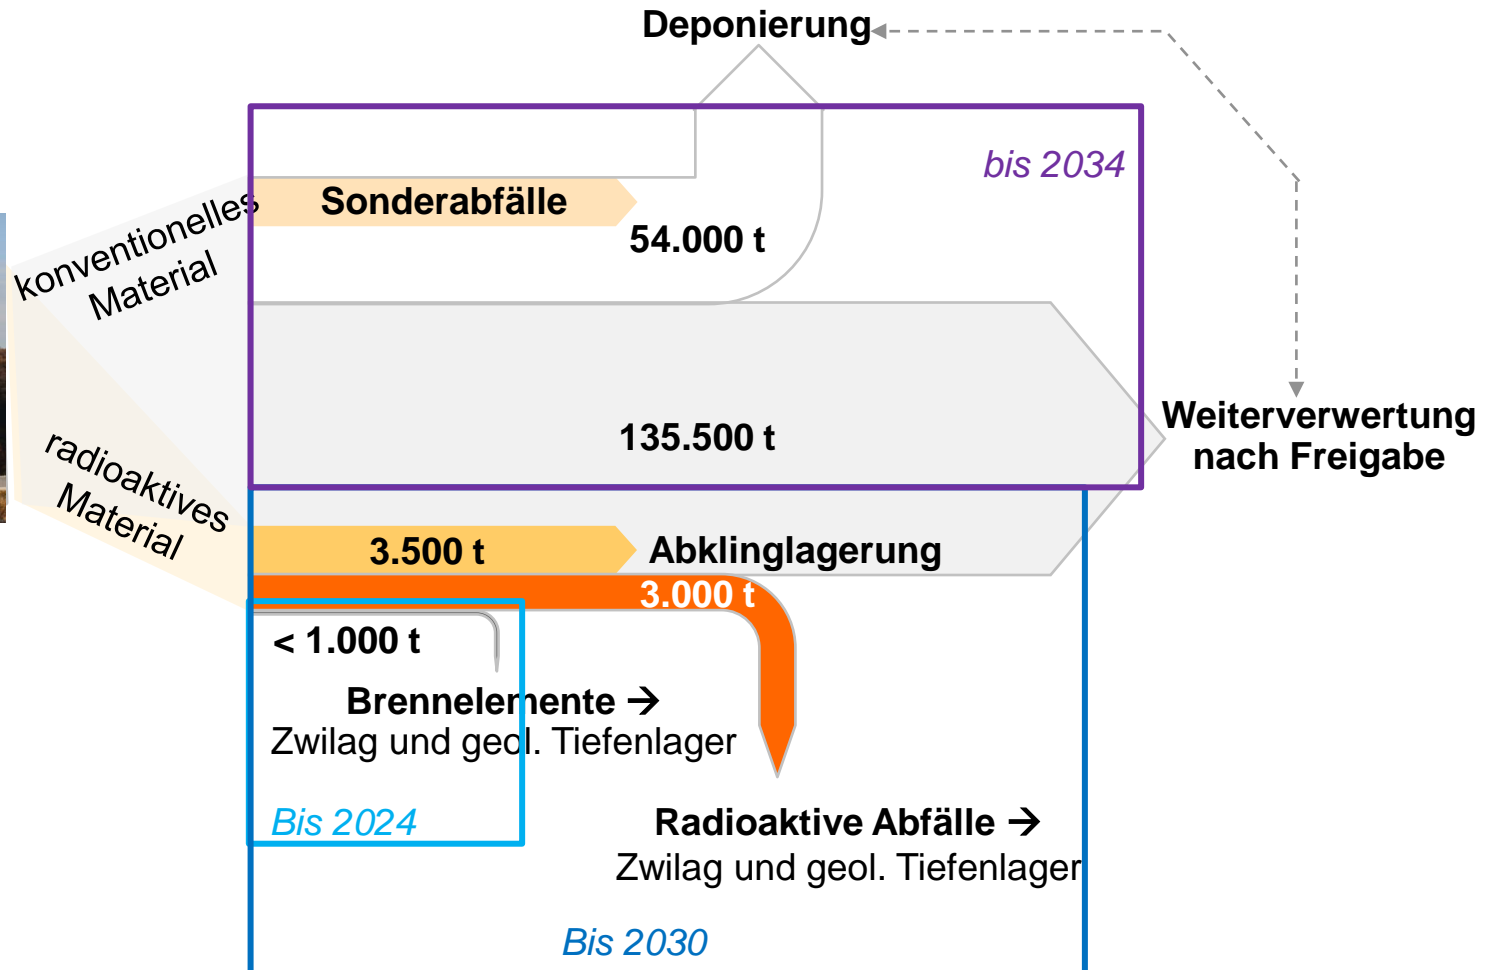 Deponierung
bis 2034
konventionelles
Material
Sonderabfälle
54.000 t
135.500 t
Weiterverwertung
nach Freigabe
radioaktives
Material
3.500 t
Abklinglagerung
3.000 t
< 1.000 t
Brennelemente →
Zwilag und geol. Tiefenlager
Bis 2024
Radioaktive Abfälle →
Zwilag und geol. Tiefenlager
Bis 2030